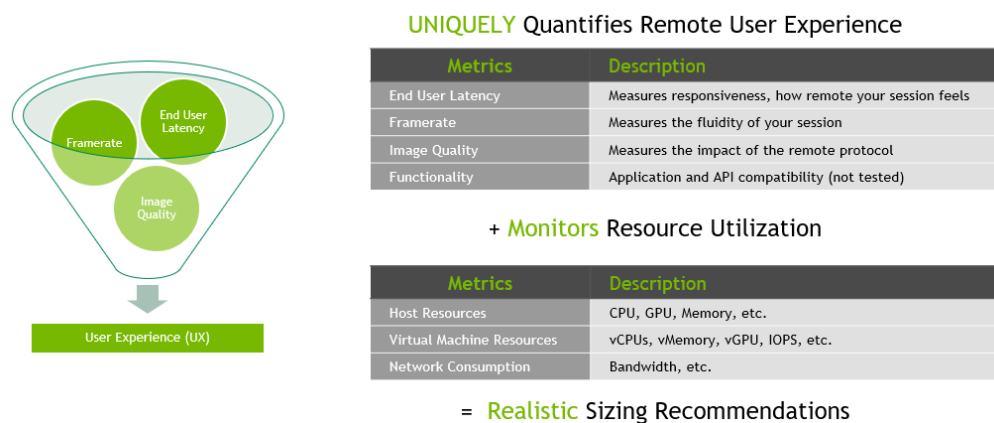 UNIQUELY Quantifies Remote User Experience
Framerate
End User
Latency
Image
Quality
User Experience (UX)
Metrics Description
End User Latency Measures responsiveness, how remote your session feels
Framerate Measures the fluidity of your session
Image Quality Measures the impact of the remote protocol
Functionality Application and API compatibility (not tested)
+ Monitors Resource Utilization
Metrics Description
Host Resources CPU, GPU, Memory, etc.
Virtual Machine Resources vCPUs, vMemory, vGPU, IOPS, etc.
Network Consumption Bandwidth, etc.
= Realistic Sizing Recommendations